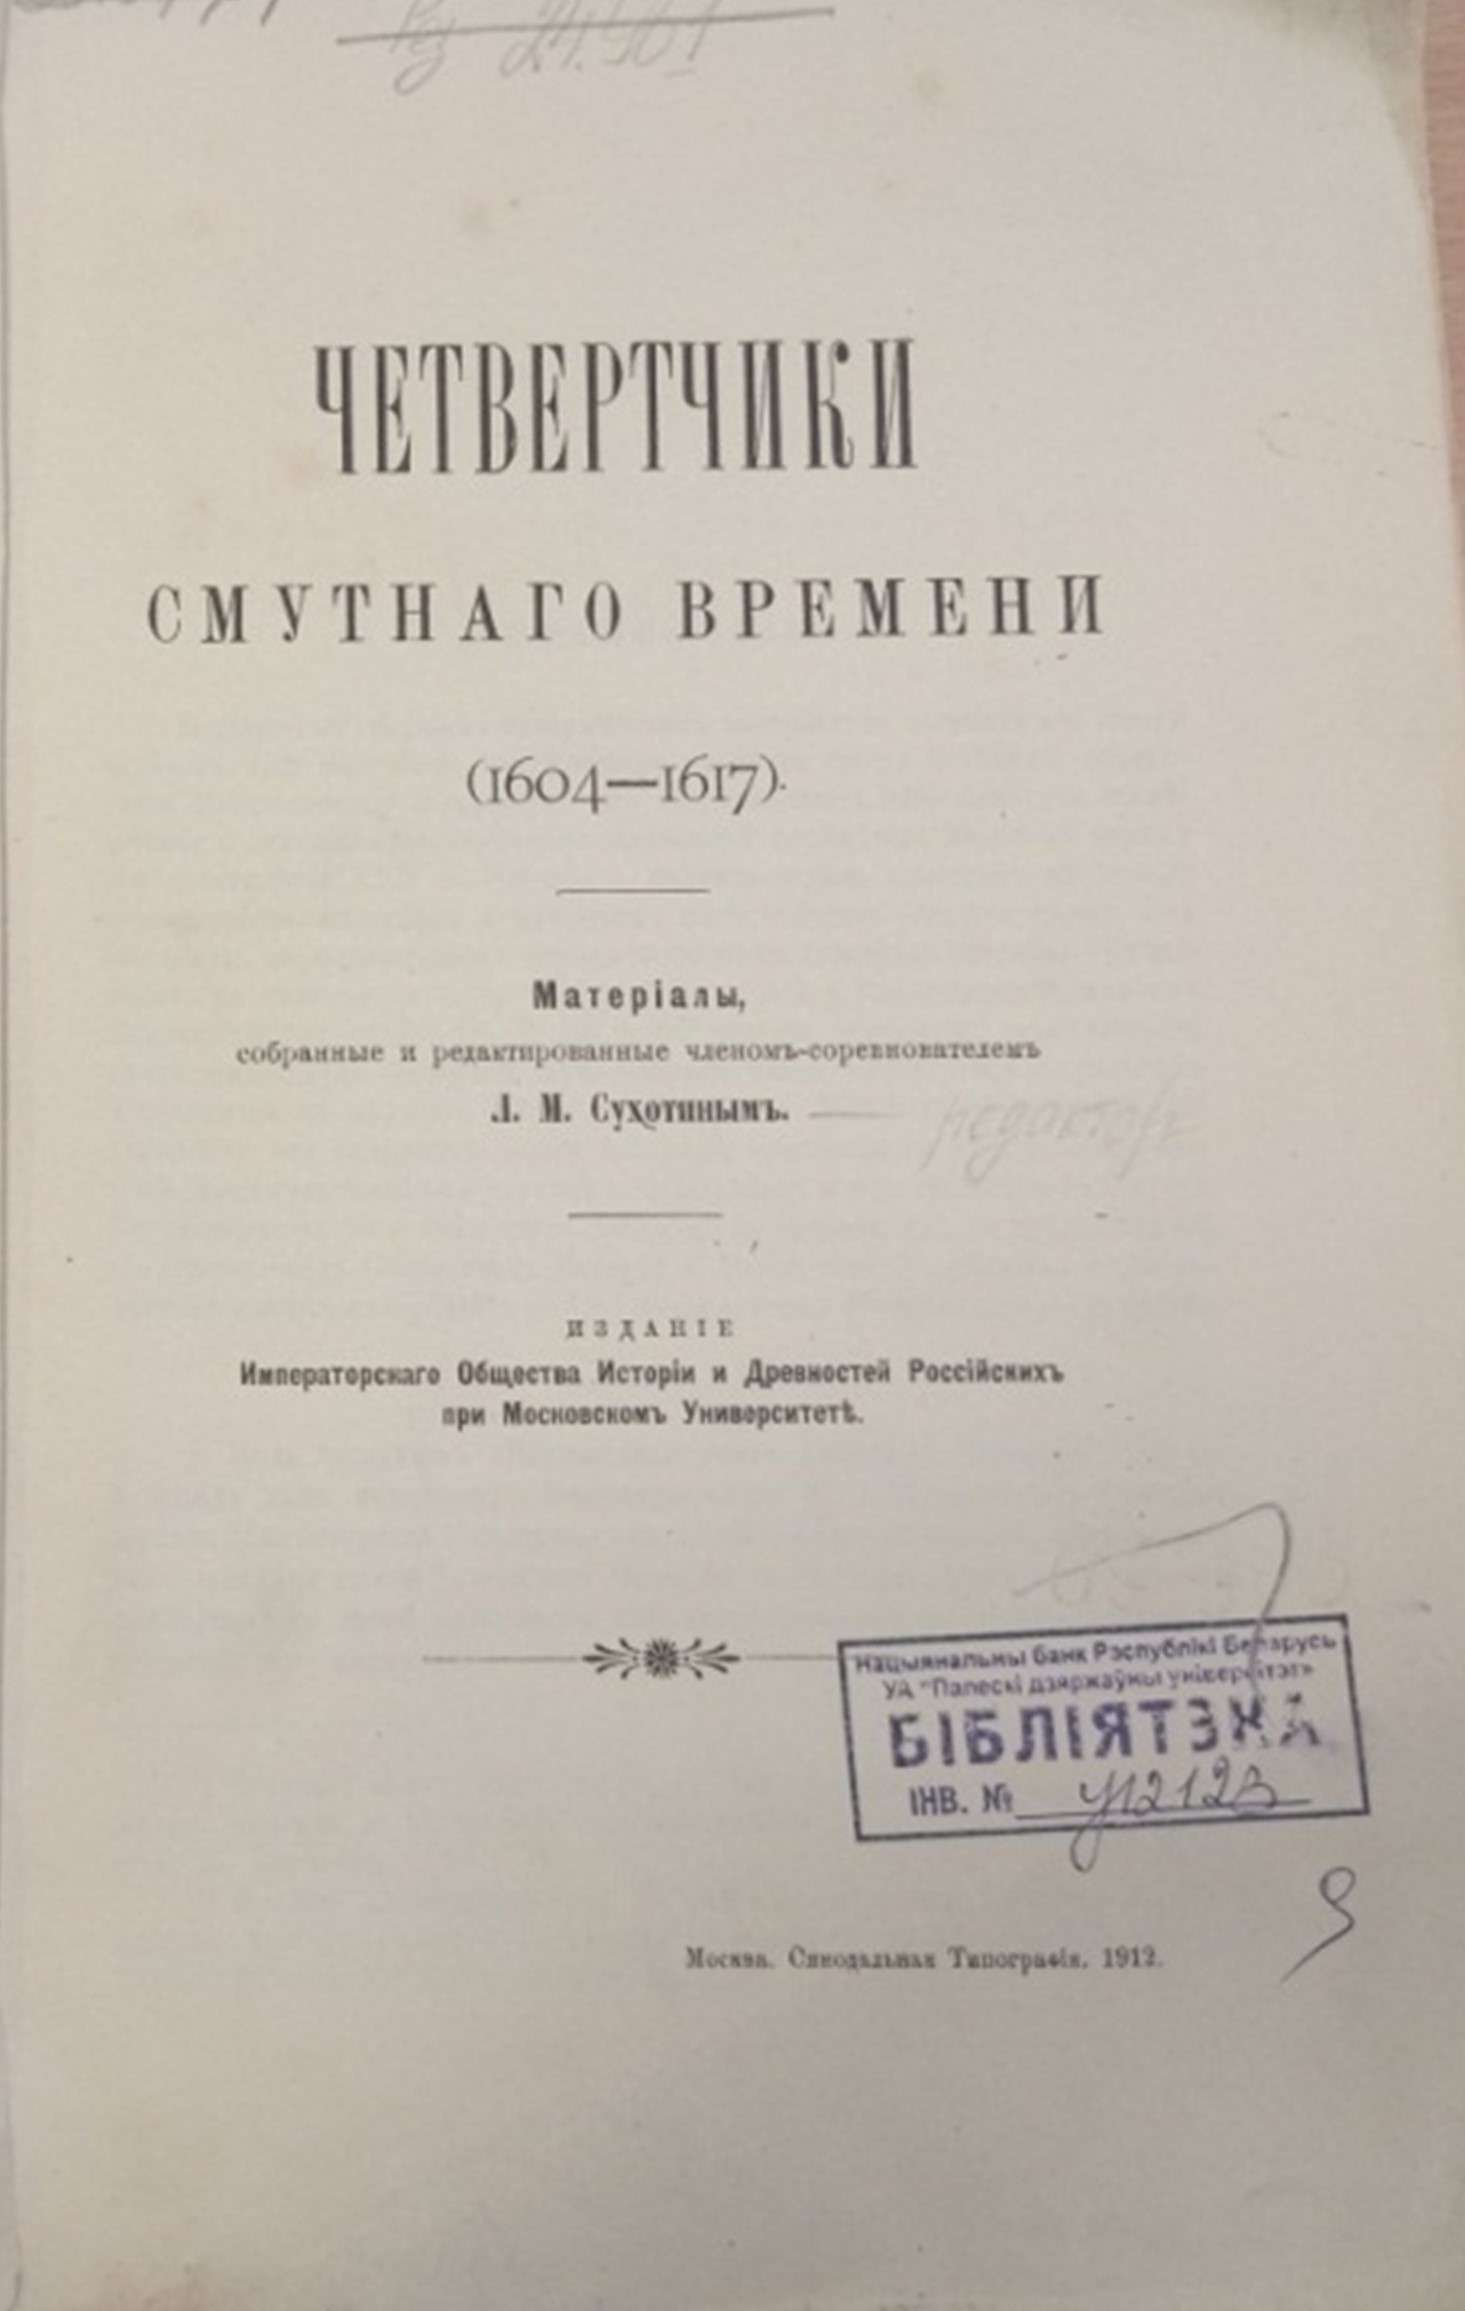 ЧЕТВЕРТЧИКИ
СМУТНАГО ВРЕМЕНИ
(1604—1617).
Матеріалы,
собранные и редактированные членомъ-соревнователемъ
Л. М. Сухотинымъ.
редакторъ
ИЗДАНІЕ
Императорскаго Общества Исторіи и Древностей Россійскихъ
при Московскомъ Университетѣ.
Нацыянальны банк Рэспублікі Беларусь
УА "Палескі дзяржаўны універсітэт"
БІБЛІЯТЭКА
ІНВ. №
Москва. Синодальная Типографія. 1912.